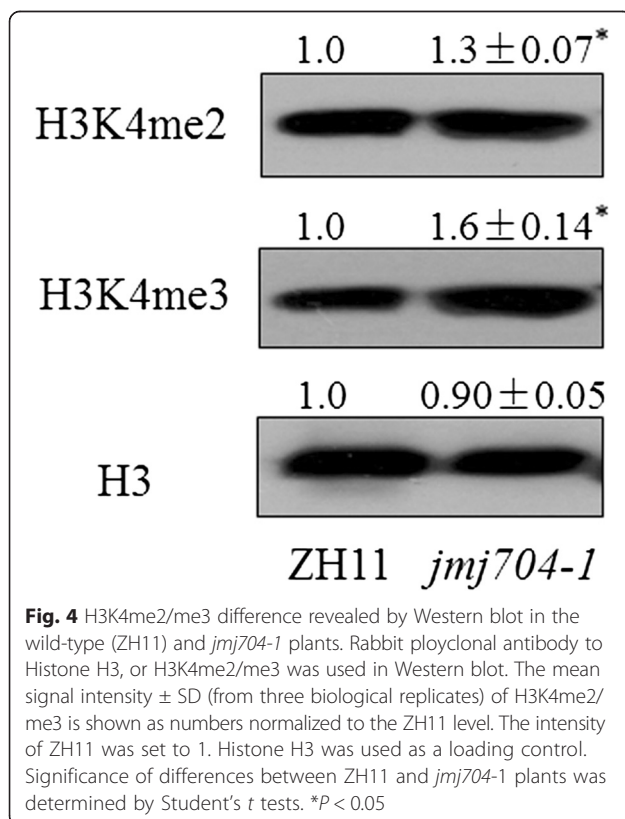 1.0 1.3±0.07*
H3K4me2
1.0 1.6±0.14*
H3K4me3
1.0 0.90±0.05
H3
ZH11 jmj704-1
Fig. 4 H3K4me2/me3 difference revealed by Western blot in the
wild-type (ZH11) and jmj704-1 plants. Rabbit ployclonal antibody to
Histone H3, or H3K4me2/me3 was used in Western blot. The mean
signal intensity ± SD (from three biological replicates) of H3K4me2/
me3 is shown as numbers normalized to the ZH11 level. The intensity
of ZH11 was set to 1. Histone H3 was used as a loading control.
Significance of differences between ZH11 and jmj704-1 plants was
determined by Student's t tests. *P < 0.05